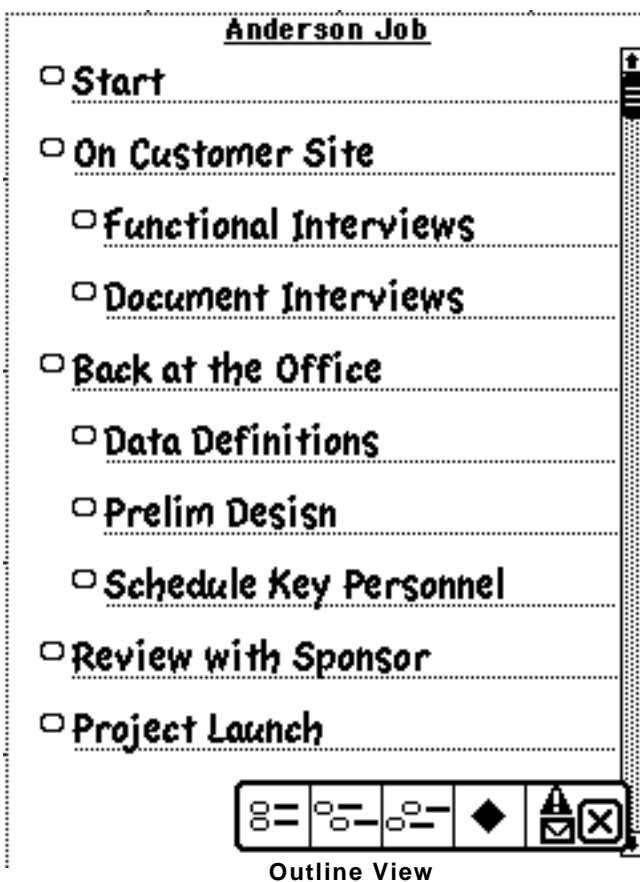 Anderson Job
Start
On Customer Site
Functional Interviews
Document Interviews
Back at the Office
Data Definitions
Prelim Desisn
Schedule Key Personnel
Review with Sponsor
Project Launch
Outline View